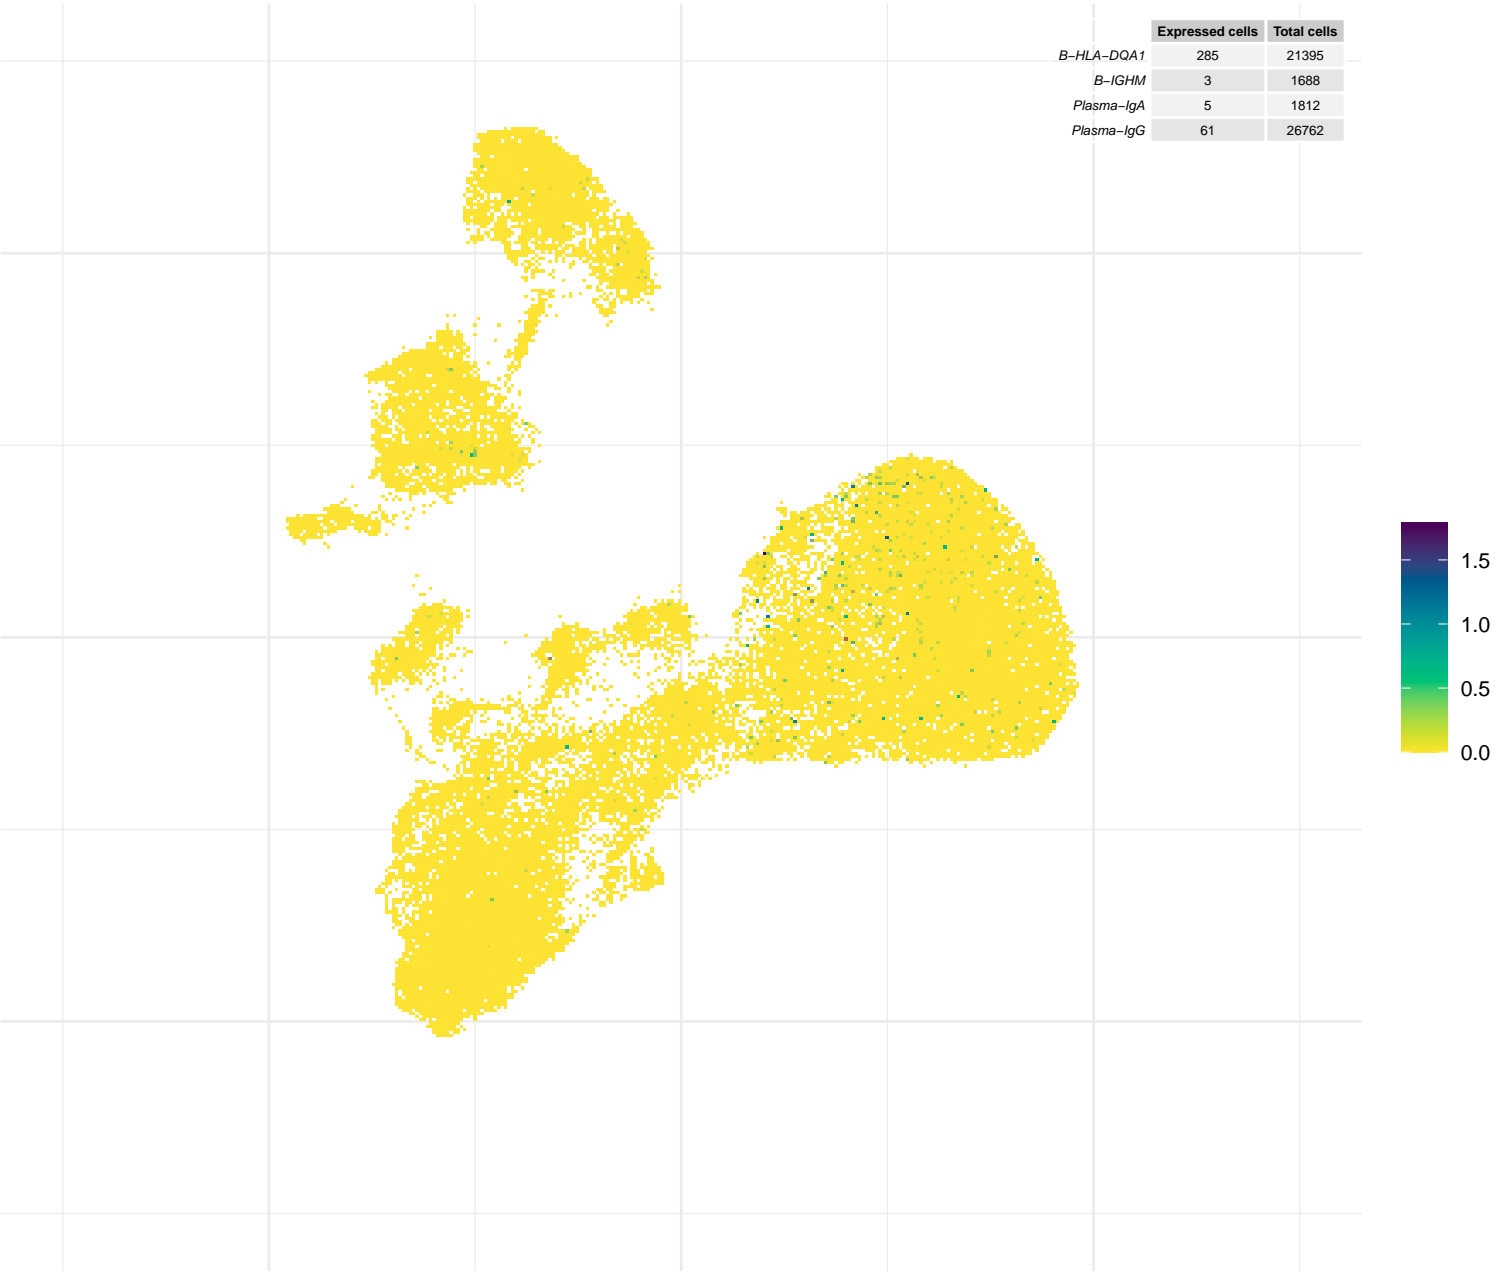 Expressed cells Total cells
B−HLA−DQA1 285 21395
B−IGHM 3 1688
Plasma−IgA 5 1812
Plasma−IgG 61 26762
1.5
1.0
0.5
0.0